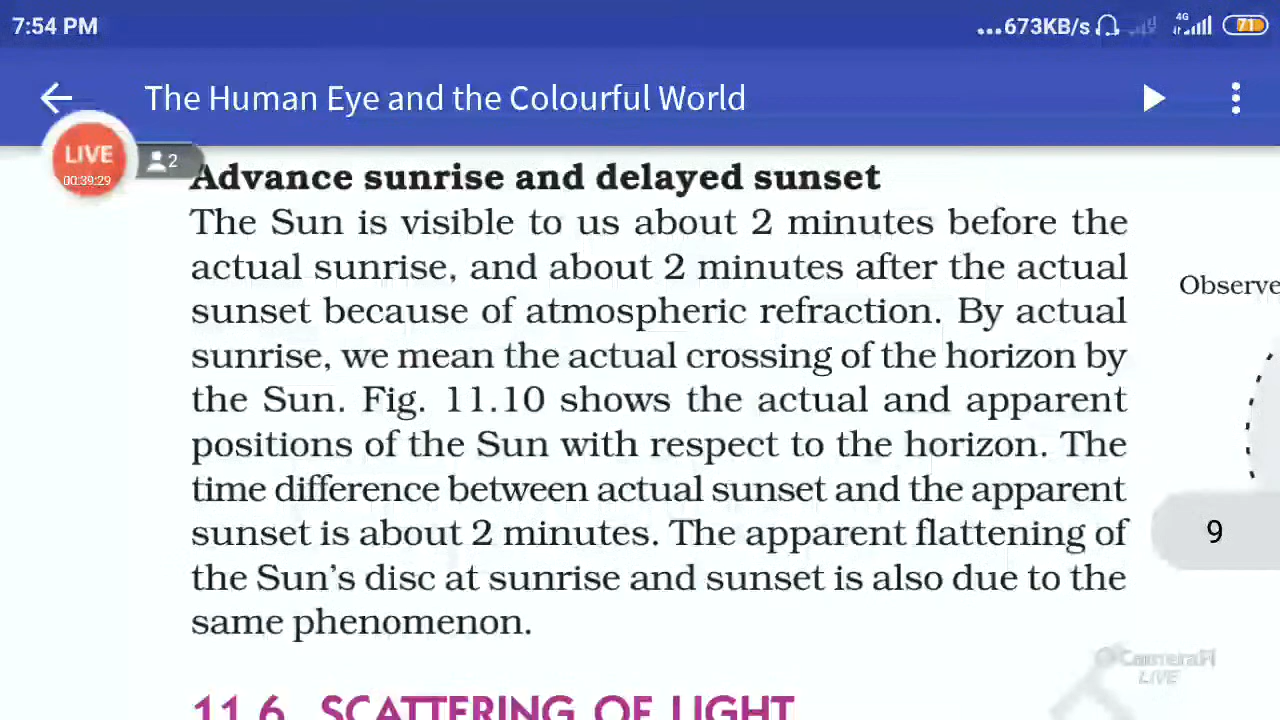 7:54 PM
...673KB/s 4G 71
The Human Eye and the Colourful World
LIVE
00:39:29
2
Advance sunrise and delayed sunset
The Sun is visible to us about 2 minutes before the
actual sunrise, and about 2 minutes after the actual
sunset because of atmospheric refraction. By actual
sunrise, we mean the actual crossing of the horizon by
the Sun. Fig. 11.10 shows the actual and apparent
positions of the Sun with respect to the horizon. The
time difference between actual sunset and the apparent
sunset is about 2 minutes. The apparent flattening of
the Sun's disc at sunrise and sunset is also due to the
same phenomenon.
Observe
9
CameraFi
LIVE
11.6 SCATTERING OF LIGHT